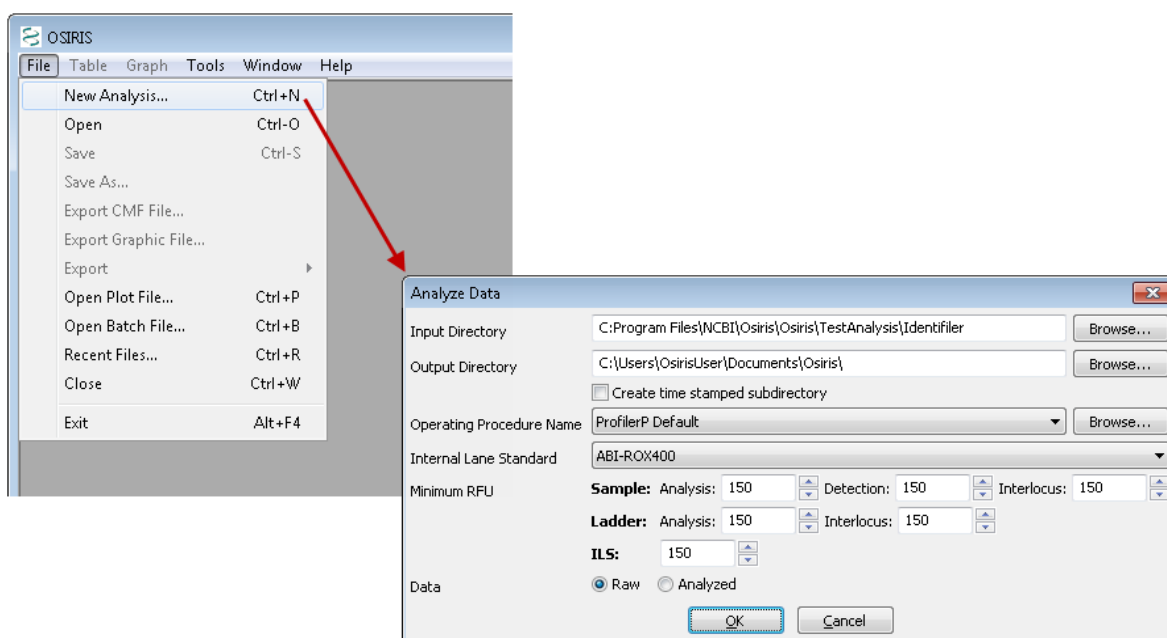 OSIRIS
File Table Graph Tools Window Help
New Analysis... Ctrl+N
Open Ctrl-O
Save Ctrl-S
Save As...
Export CMF File...
Export Graphic File...
Export
Open Plot File... Ctrl+P
Open Batch File... Ctrl+B
Recent Files... Ctrl+R
Close Ctrl+W
Exit Alt+F4
Analyze Data
Input Directory C:Program Files\NCBI\Osiris\Osiris\TestAnalysis\Identifiler Browse...
Output Directory C:\Users\OsirisUser\Documents\Osiris\ Browse...
Create time stamped subdirectory
Operating Procedure Name ProfilerP Default Browse...
Internal Lane Standard ABI-ROX400
Minimum RFU Sample: Analysis: 150 Detection: 150 Interlocus: 150
Ladder: Analysis: 150 Interlocus: 150
ILS: 150
Data Raw Analyzed
OK Cancel